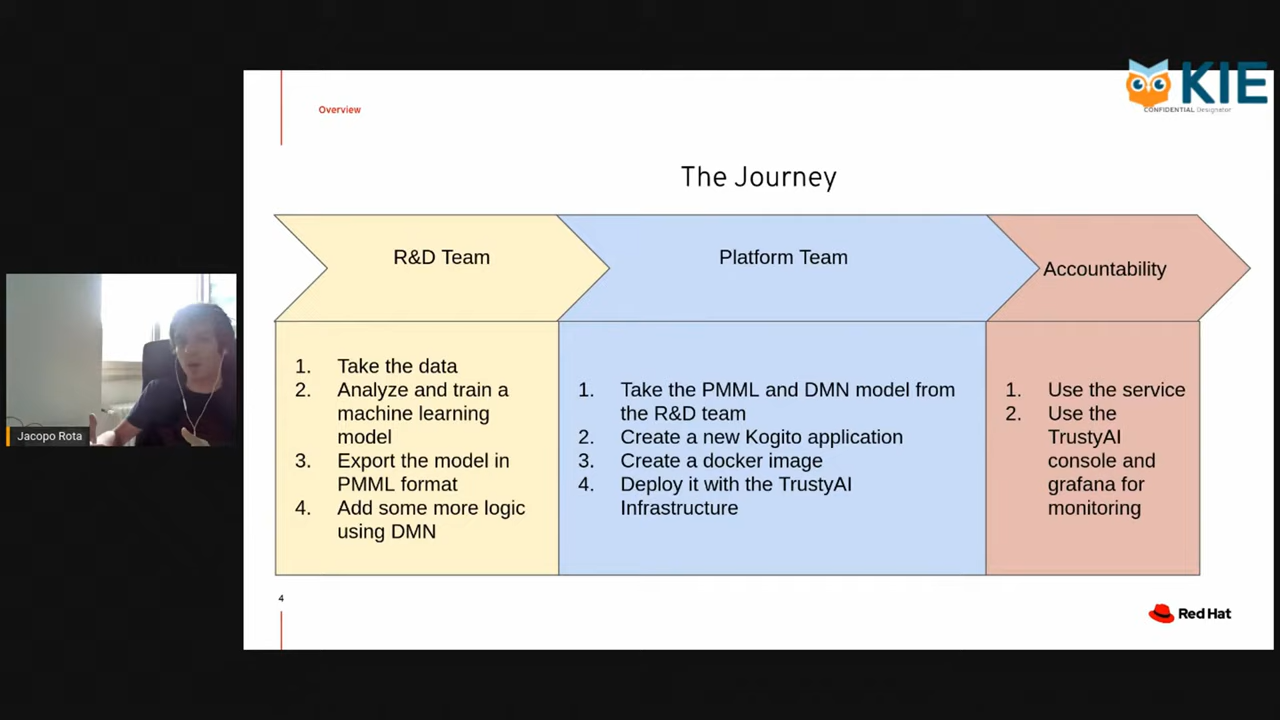 KIE
CONFIDENTIAL Designator
Overview
The Journey
R&D Team
1. Take the data
2. Analyze and train a
machine learning
model
3. Export the model in
PMML format
4. Add some more logic
using DMN
Platform Team
1. Take the PMML and DMN model from
the R&D team
2. Create a new Kogito application
3. Create a docker image
4. Deploy it with the TrustyAI
Infrastructure
Accountability
1. Use the service
2. Use the
TrustyAI
console and
grafana for
monitoring
Jacopo Rota
4
Red Hat